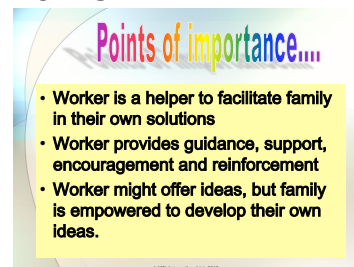 Points of importance....
• Worker is a helper to facilitate family
in their own solutions
• Worker provides guidance, support,
encouragement and reinforcement
• Worker might offer ideas, but family
is empowered to develop their own
ideas.